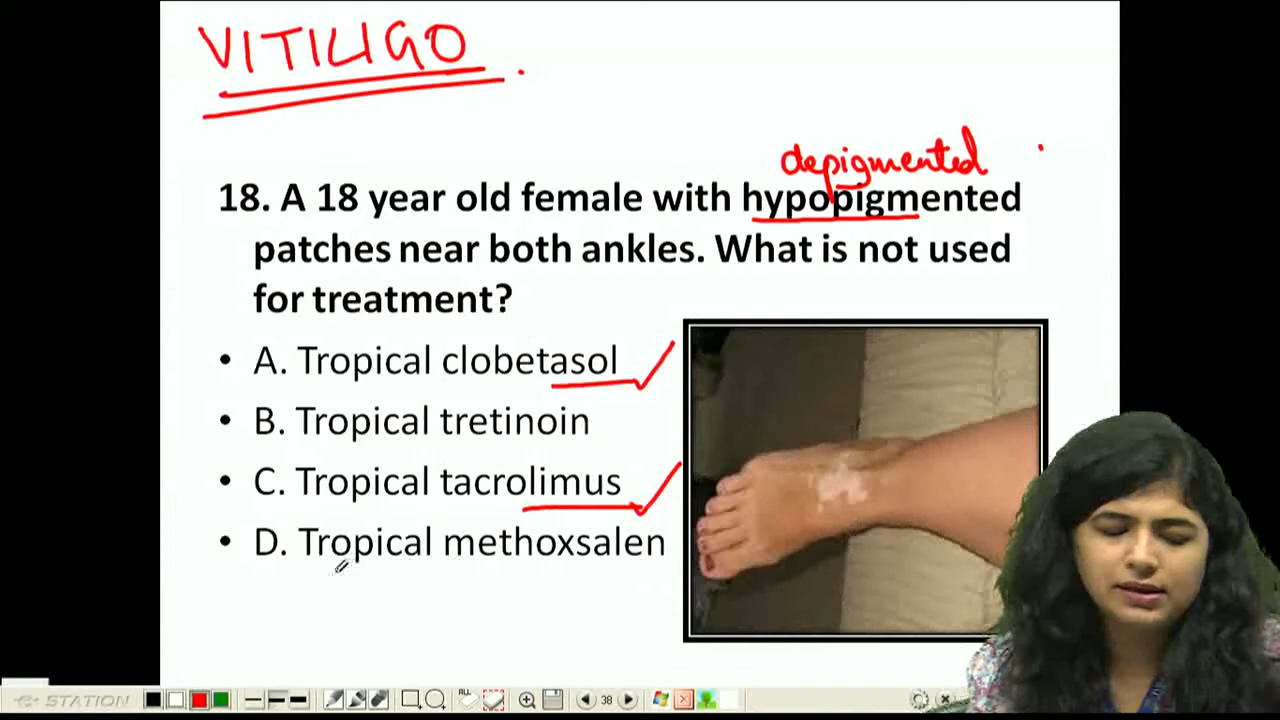 VITILIGO
depigmented
18. A 18 year old female with hypopigmented
patches near both ankles. What is not used
for treatment?
• A. Tropical clobetasol
• B. Tropical tretinoin
• C. Tropical tacrolimus
• D. Tropical methoxsalen
e-STATION
ALL
38